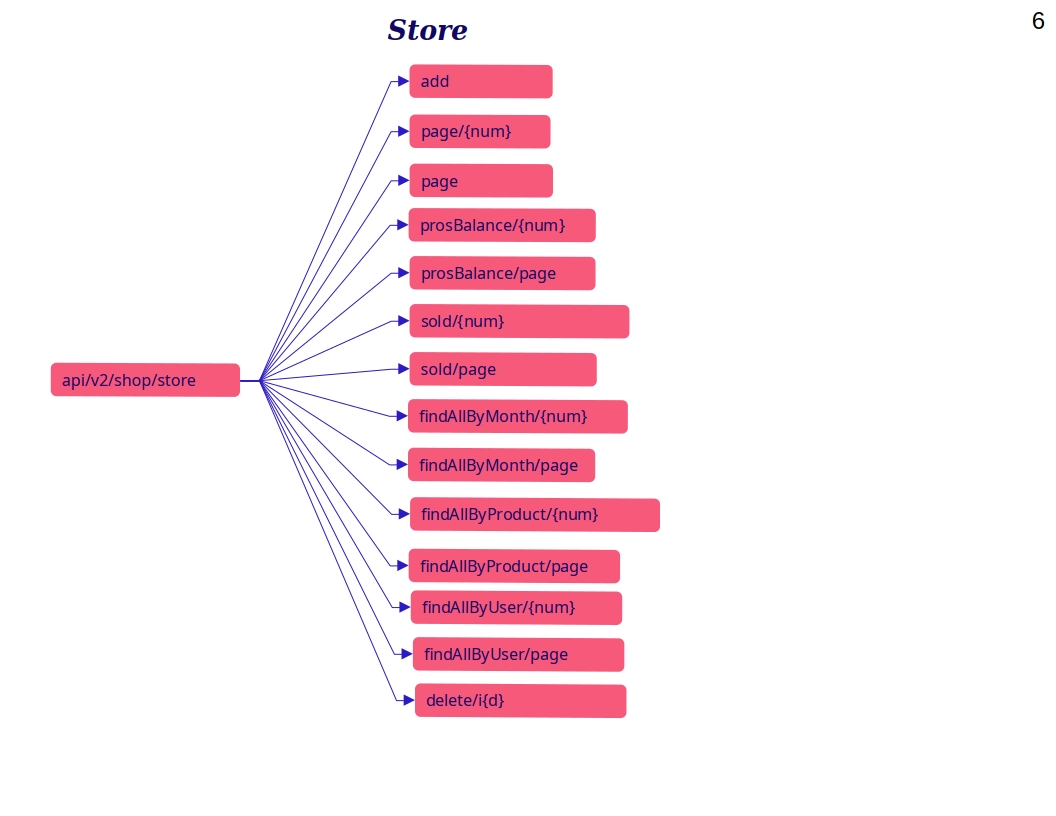 Store
6
add
page/{num}
page
prosBalance/{num}
prosBalance/page
sold/{num}
sold/page
api/v2/shop/store
findAllByMonth/{num}
findAllByMonth/page
findAllByProduct/{num}
findAllByProduct/page
findAllByUser/{num}
findAllByUser/page
delete/i{d}